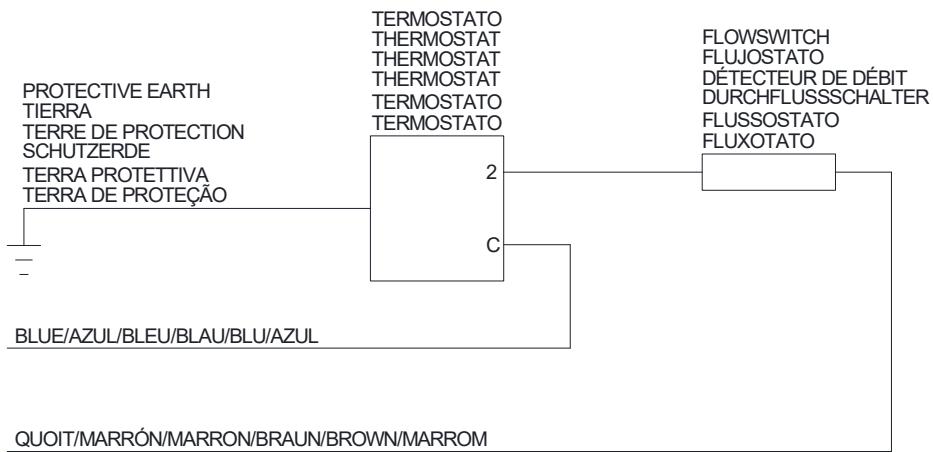 TERMOSTATO
THERMOSTAT
THERMOSTAT
THERMOSTAT
TERMOSTATO
TERMOSTATO
FLOWSWITCH
FLUJOSTATO
DÉTECTEUR DE DÉBIT
DURCHFLUSSSCHALTER
FLUSSOSTATO
FLUXOTATO
PROTECTIVE EARTH
TIERRA
TERRE DE PROTECTION
SCHUTZERDE
TERRA PROTETTIVA
TERRA DE PROTEÇÃO
2
C
BLUE/AZUL/BLEU/BLAU/BLU/AZUL
QUOIT/MARRÓN/MARRON/BRAUN/BROWN/MARROM